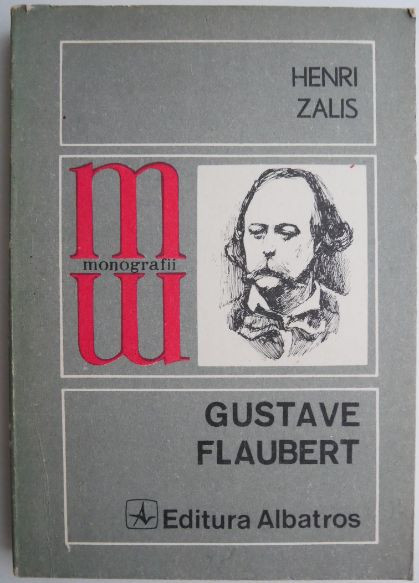 HENRI
ZALIS
m
monografii
m
GUSTAVE
FLAUBERT
Editura Albatros